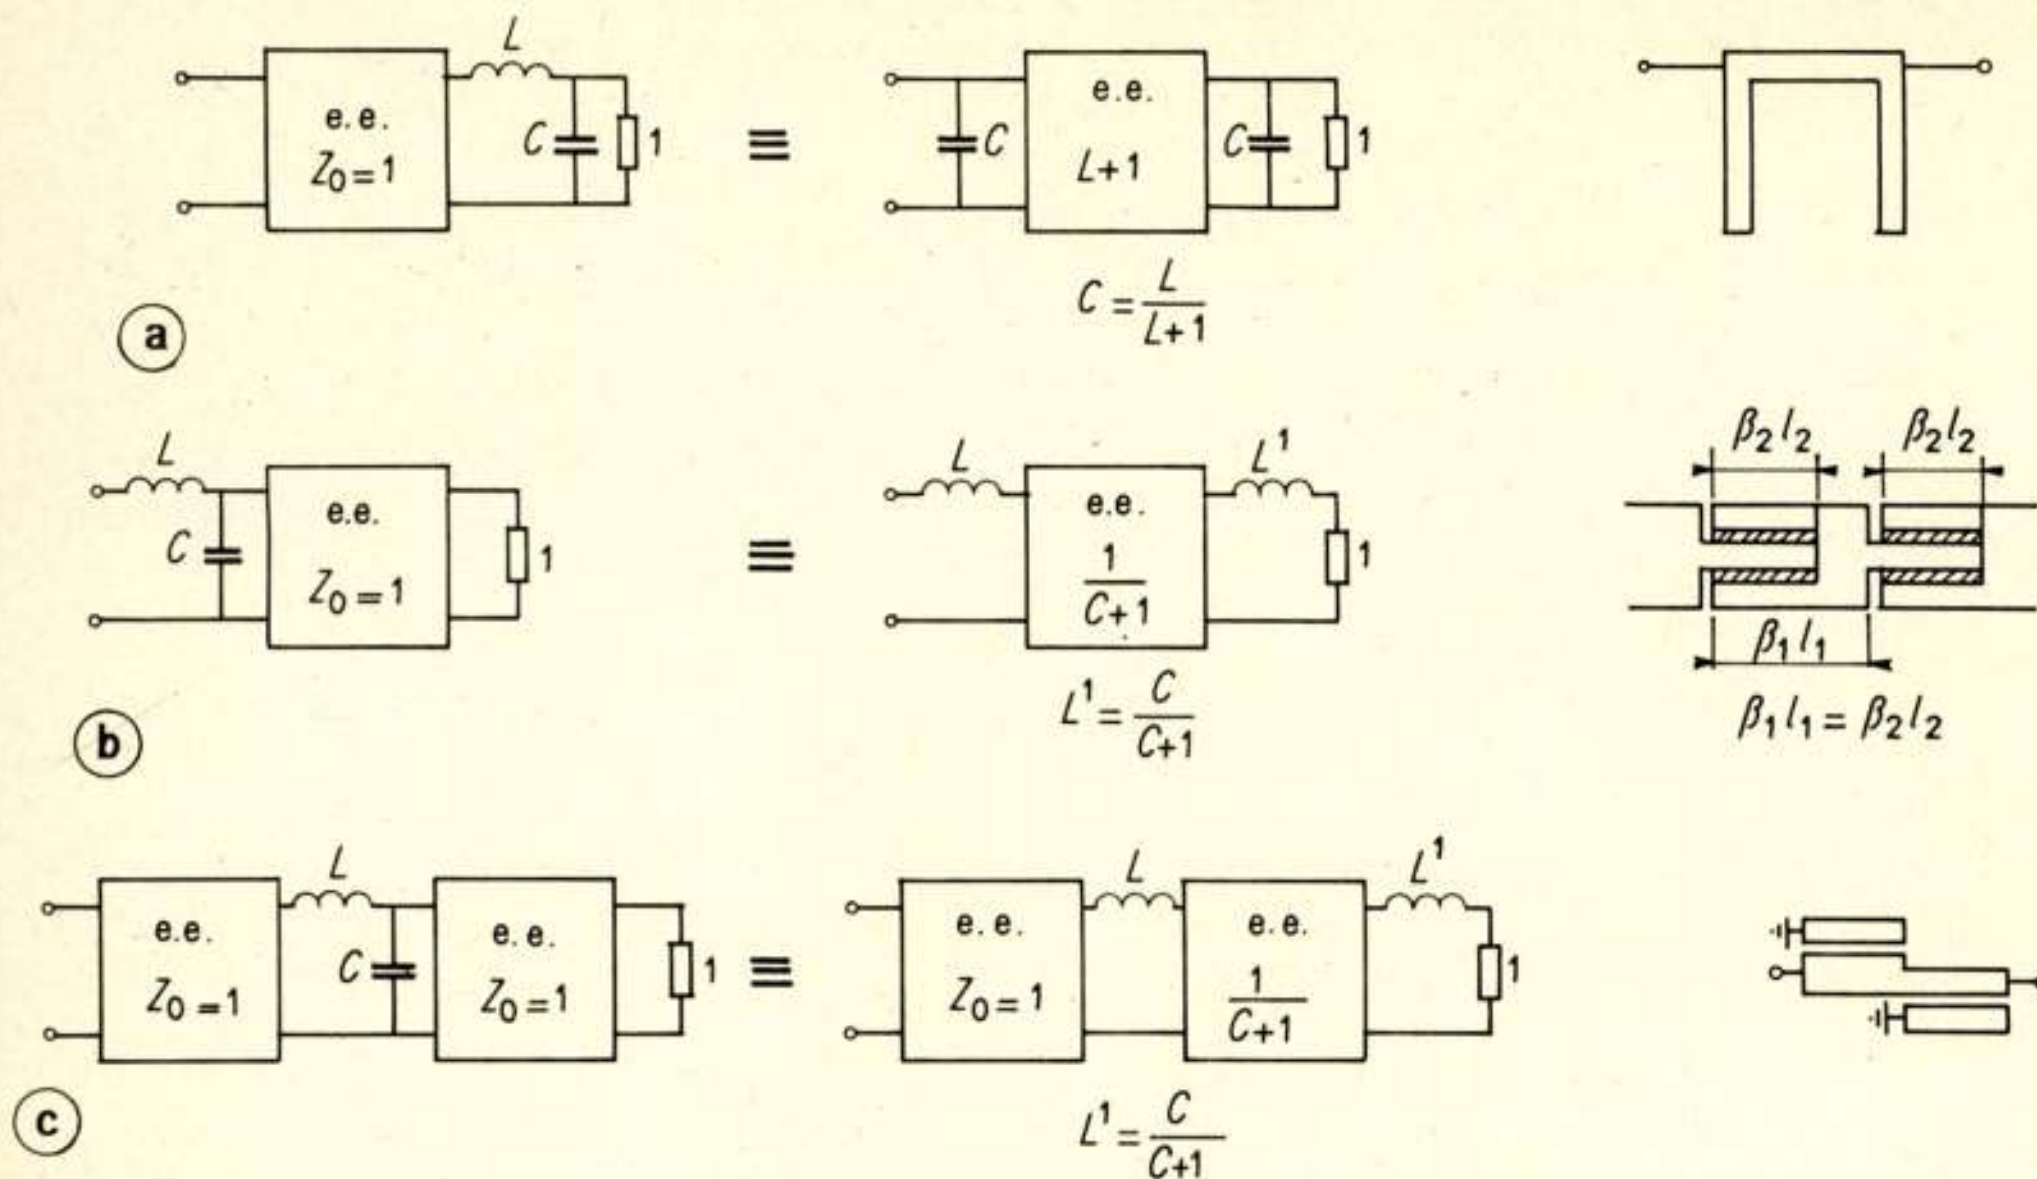 L
e.e.
Z₀=1
C
1
≡
C
e.e.
L+1
C
1
C = L/(L+1)
a
L
C
e.e.
Z₀=1
1
≡
L
e.e.
1/(C+1)
L¹
1
L¹ = C/(C+1)
β₂l₂
β₂l₂
β₁l₁
β₁l₁ = β₂l₂
b
e.e.
Z₀=1
L
C
e.e.
Z₀=1
1
≡
e.e.
Z₀=1
L
e.e.
1/(C+1)
L¹
1
L¹ = C/(C+1)
c